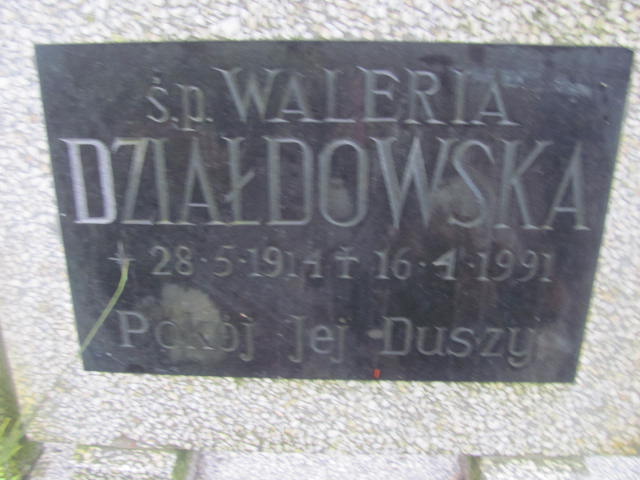 ś.p. WALERIA
DZIAŁDOWSKA
* 28·5·1914 † 16·4·1991
Pokój Jej Duszy